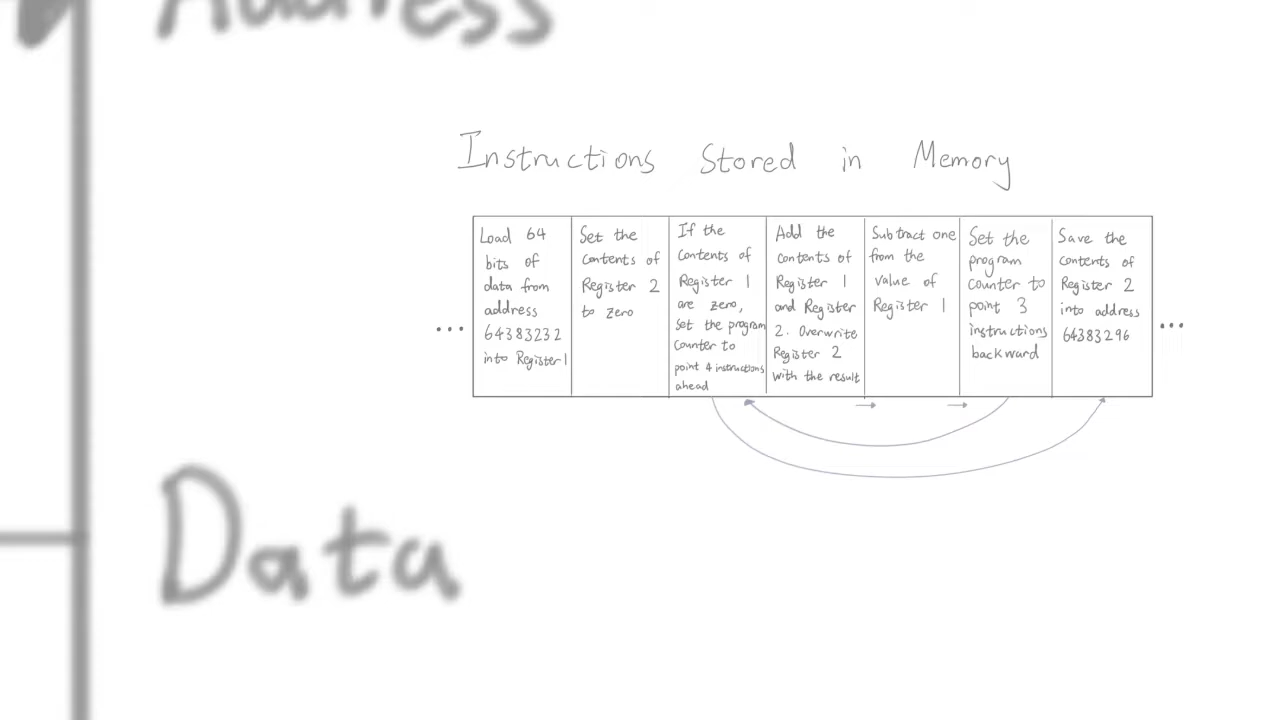 Address
Instructions Stored in Memory
Load 64
bits of
data from
address
64383232
into Register 1
Set the
Contents of
Register 2
to zero
If the
Contents of
Register 1
are zero,
Set the program
Counter to
point 4 instructions
ahead
Add the
Contents of
Register 1
and Register
2. Overwrite
Register 2
with the result
Subtract one
from the
value of
Register 1
Set the
program
counter to
point 3
instructions
backward
Save the
Contents of
Register 2
into address
64383296
...
...
Data